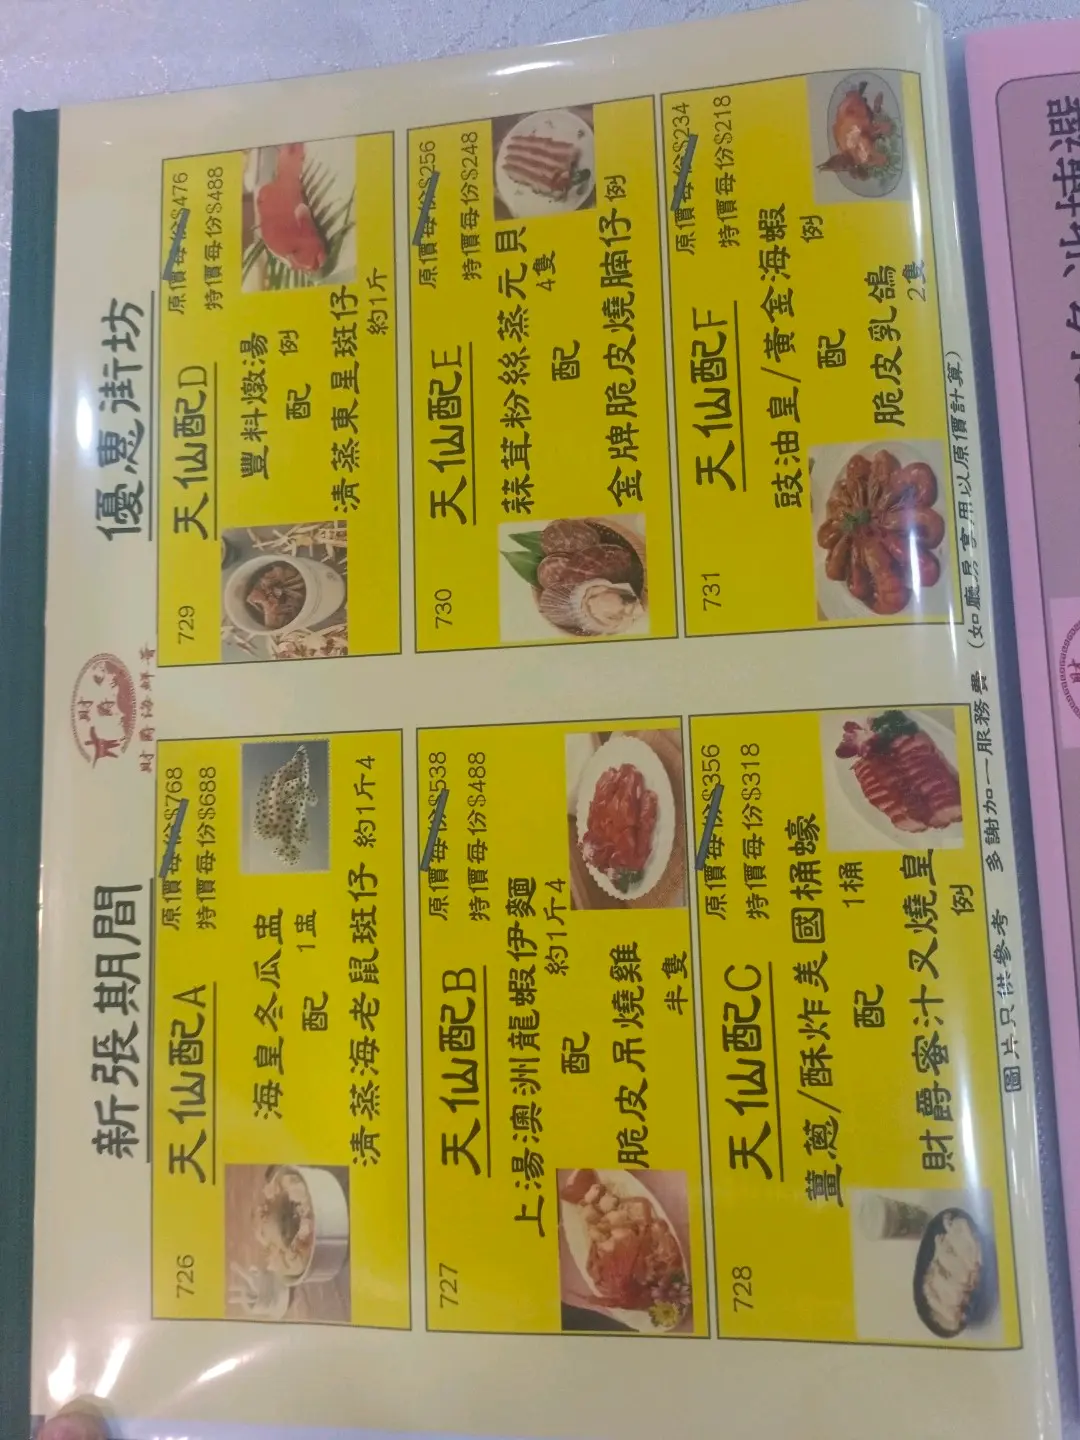 新張期間
財爵
財爵海鮮薈
優惠街坊
726
天仙配A
原價每份$768
特價每份$688
海皇冬瓜盅
1盅
配
清蒸海老鼠斑仔 約1斤4
729
天仙配D
原價每份$476
特價每份$488
豐料燉湯
例
配
清蒸東星斑仔
約1斤
727
天仙配B
原價每份$538
特價每份$488
上湯澳洲龍蝦伊麵
約1斤4
配
脆皮吊燒雞
半隻
730
天仙配E
原價每份$256
特價每份$248
蒜茸粉絲蒸元貝
4隻
配
金牌脆皮燒腩仔 例
728
天仙配C
原價每份$356
特價每份$318
薑蔥/酥炸美國桶蠔
1桶
配
財爵蜜汁叉燒皇
例
731
天仙配F
原價每份$234
特價每份$218
豉油皇/黃金海蝦
例
配
脆皮乳鴿
2隻
圖片只供參考 多謝加一服務費 (如廳房享用以原價計算)
財